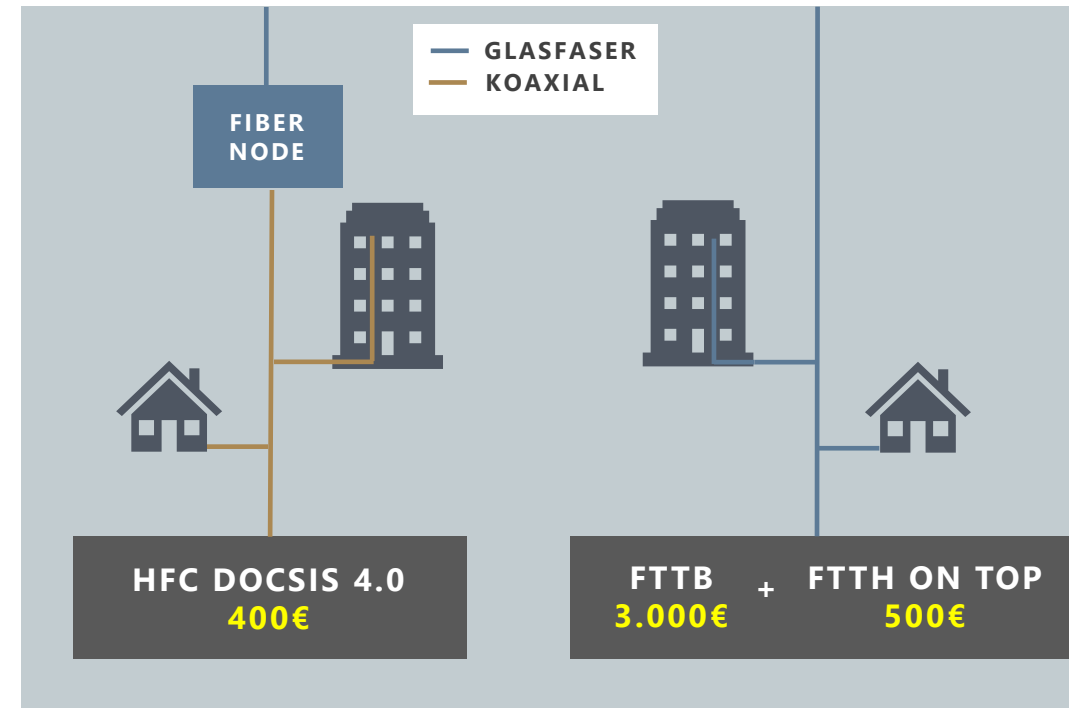 GLASFASER
KOAXIAL
FIBER
NODE
HFC DOCSIS 4.0
400€
FTTB + FTTH ON TOP
3.000€ 500€